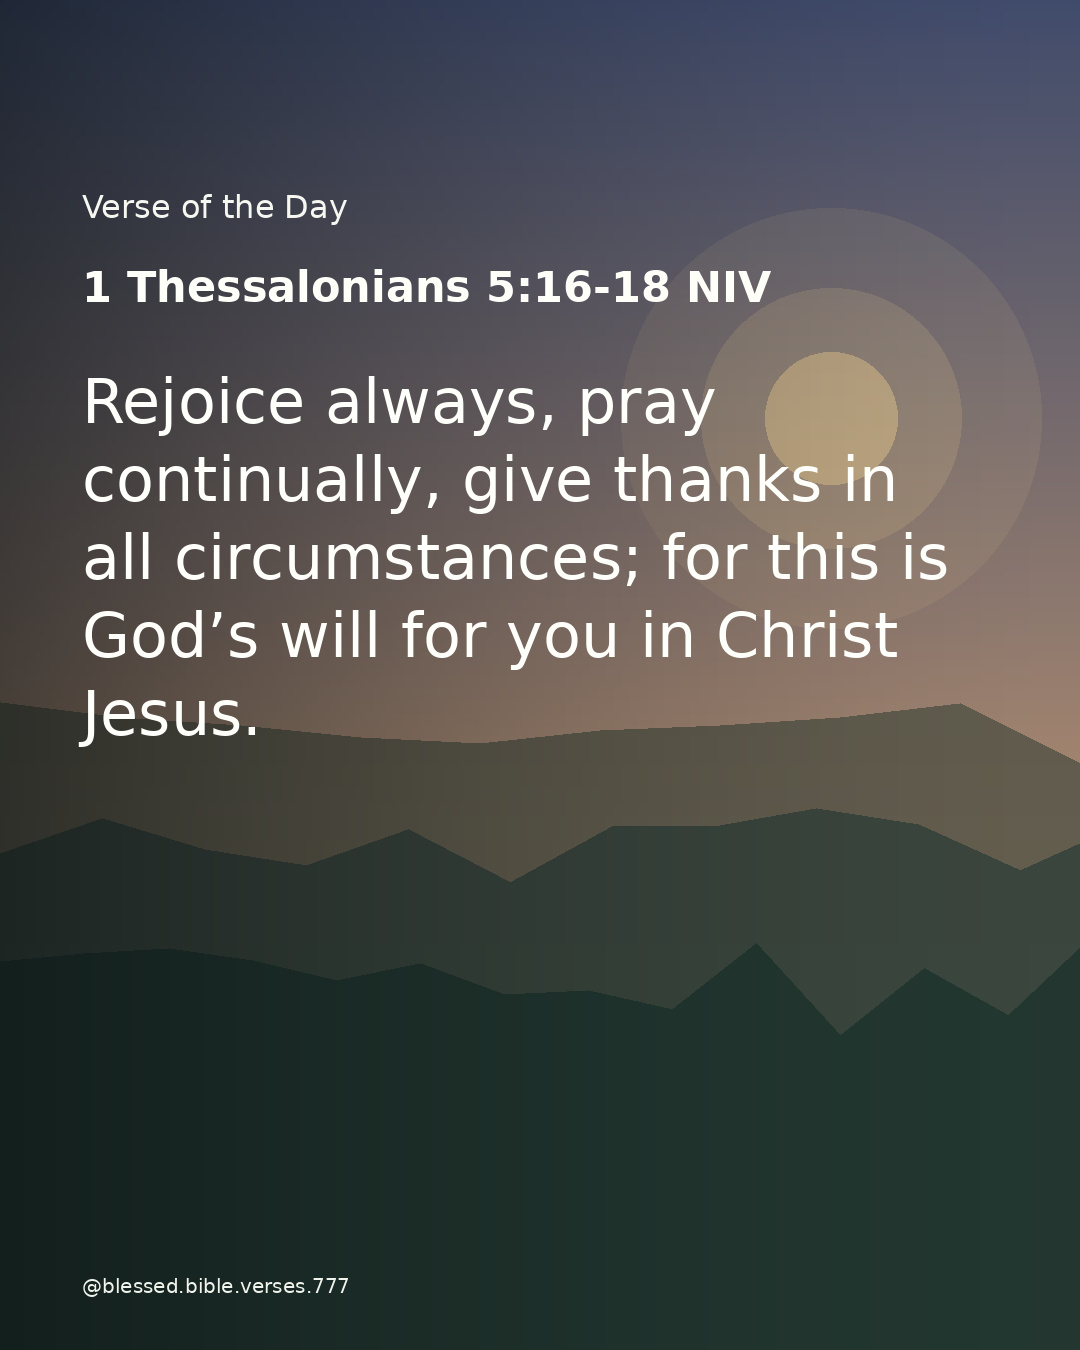 Verse of the Day
1 Thessalonians 5:16-18 NIV
Rejoice always, pray
continually, give thanks in
all circumstances; for this is
God’s will for you in Christ
Jesus.
@blessed.bible.verses.777